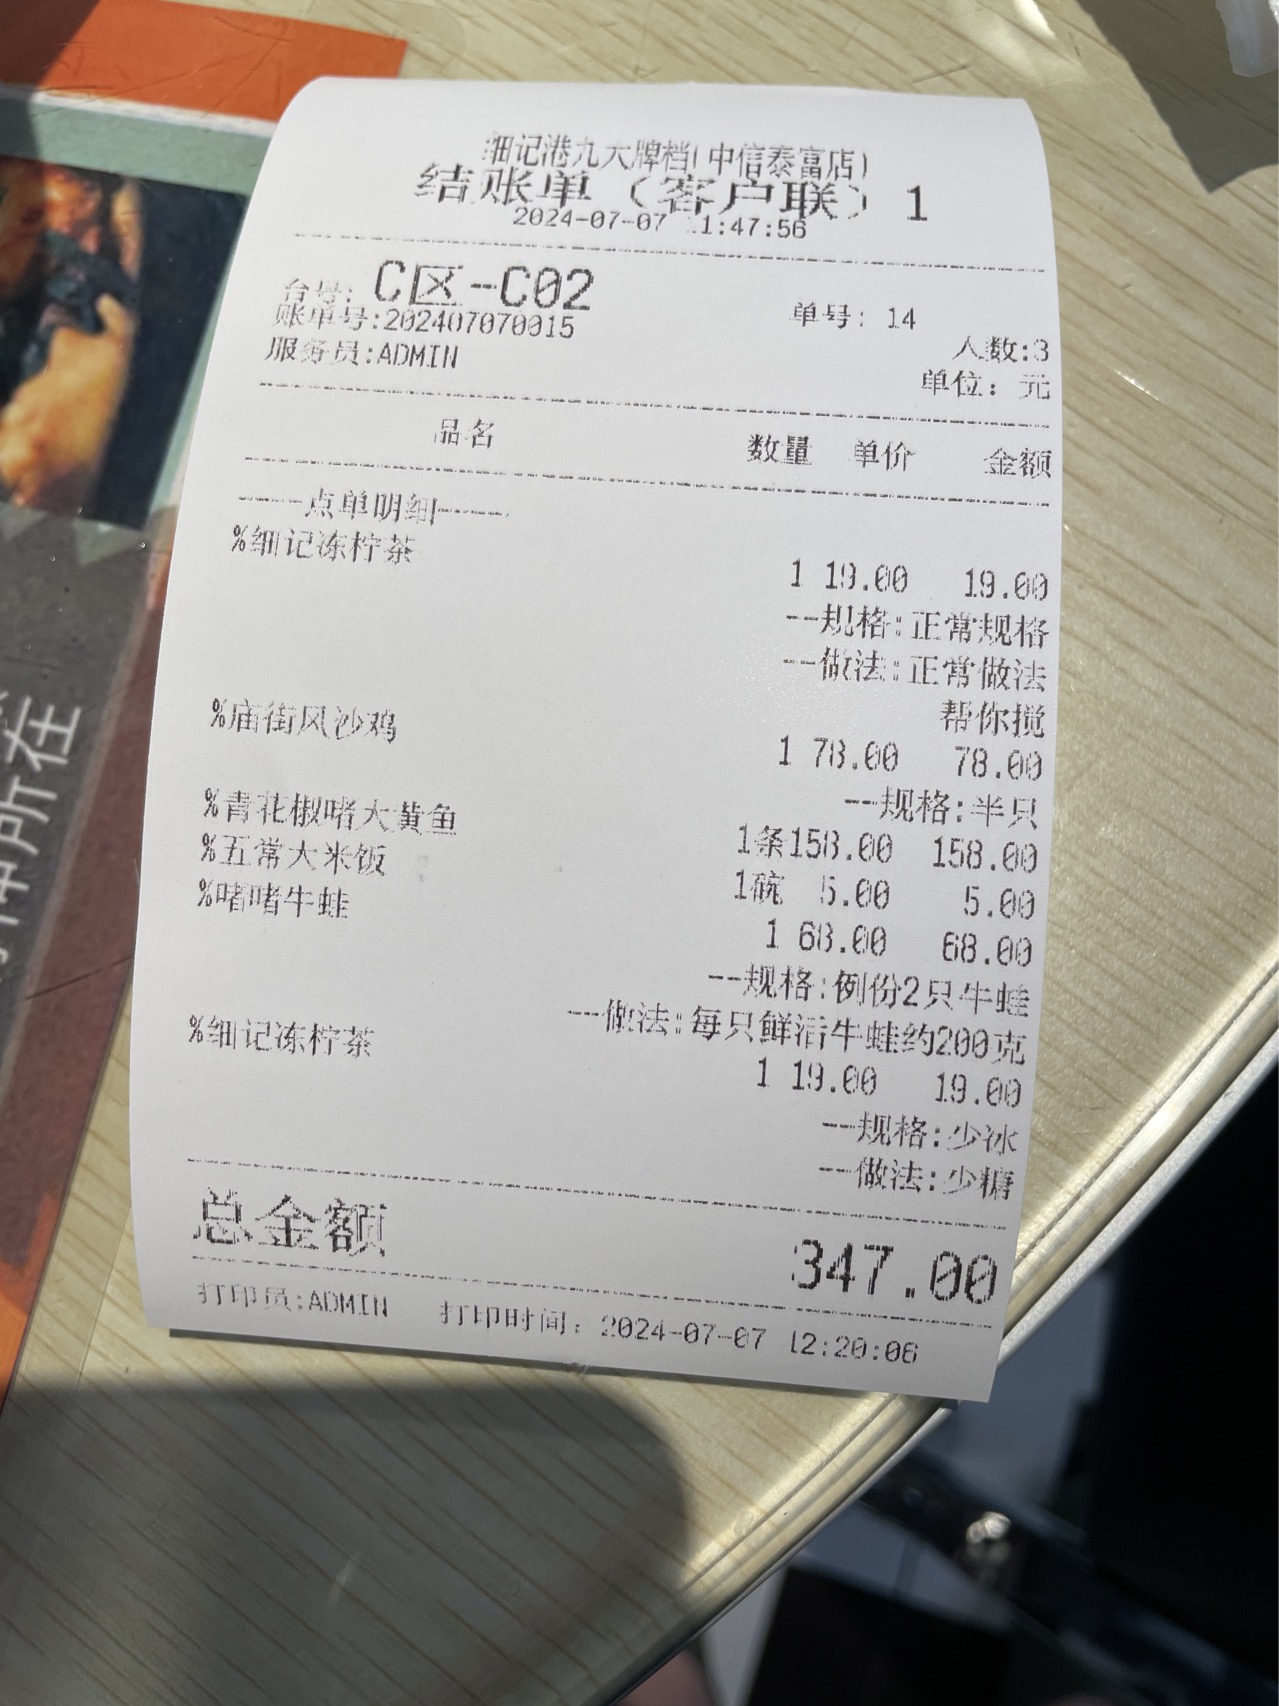 细记港九大牌档(中信泰富店)
结账单（客户联）1
2024-07-07 11:47:56
台号: C区-C02
单号: 14
账单号:202407070015
人数:3
服务员:ADMIN
单位: 元
品名 数量 单价 金额
----点单明细----
%细记冻柠茶
1 19.00 19.00
--规格:正常规格
--做法:正常做法
帮你搅
%庙街风沙鸡
1 78.00 78.00
--规格:半只
%青花椒啫大黄鱼
1条158.00 158.00
%五常大米饭
1碗 5.00 5.00
%啫啫牛蛙
1 68.00 68.00
--规格:例份2只牛蛙
--做法:每只鲜活牛蛙约200克
%细记冻柠茶
1 19.00 19.00
--规格:少冰
--做法:少糖
总金额 347.00
打印员:ADMIN 打印时间: 2024-07-07 12:20:06
所在